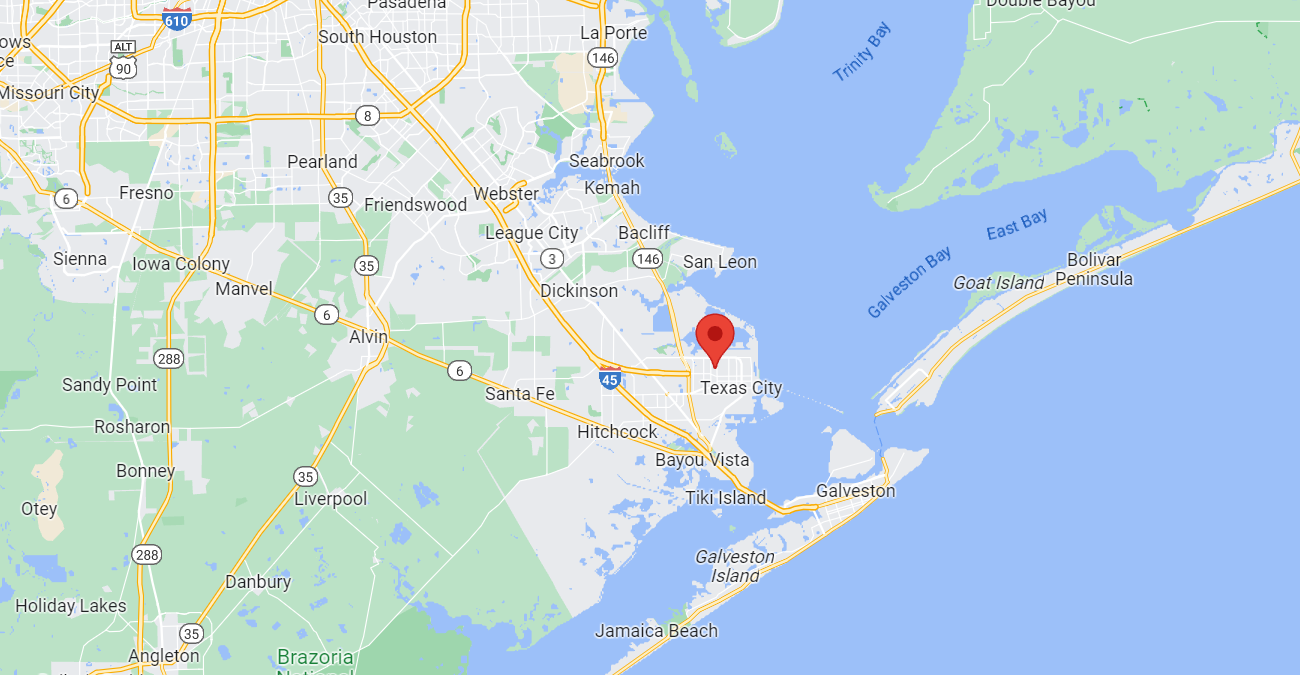 Pasadena
Double Bayou
610
La Porte
South Houston
ows
ALT
90
ce
146
Trinity Bay
Missouri City
8
Seabrook
Pearland
Kemah
Fresno
Webster
6
35
Friendswood
East Bay
League City
Bacliff
Sienna
Iowa Colony
35
3
146
San Leon
Bolivar
Peninsula
Galveston Bay
Goat Island
Manvel
Dickinson
6
Alvin
288
6
45
Sandy Point
Santa Fe
Texas City
Rosharon
Hitchcock
Bayou Vista
Bonney
35
Liverpool
Tiki Island
Galveston
Otey
288
Galveston
Island
Danbury
Holiday Lakes
35
Jamaica Beach
Angleton
Brazoria
National